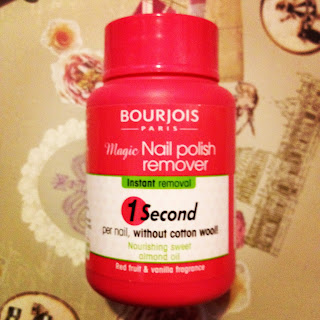 BOURJOIS
PARIS
Magic Nail polish
remover
Instant removal
1 Second
per nail, without cotton wool!
Nourishing sweet
almond oil
Red fruit & vanilla fragrance